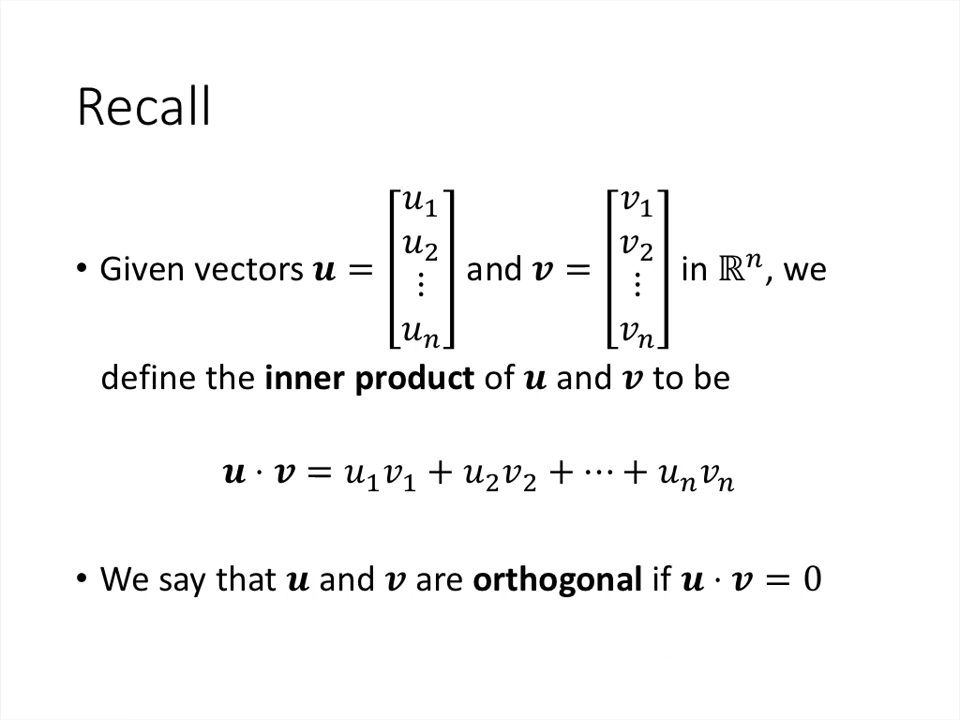 Recall
• Given vectors 𝒖 = [u₁ u₂ ⋮ uₙ] and 𝒗 = [v₁ v₂ ⋮ vₙ] in ℝⁿ, we
define the inner product of 𝒖 and 𝒗 to be
𝒖 · 𝒗 = u₁v₁ + u₂v₂ + ⋯ + uₙvₙ
• We say that 𝒖 and 𝒗 are orthogonal if 𝒖 · 𝒗 = 0